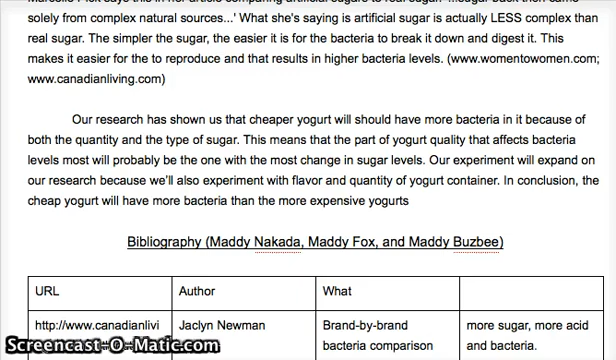 solely from complex natural sources...' What she's saying is artificial sugar is actually LESS complex than
real sugar. The simpler the sugar, the easier it is for the bacteria to break it down and digest it. This
makes it easier for the to reproduce and that results in higher bacteria levels. (www.womentowomen.com;
www.canadianliving.com)
Our research has shown us that cheaper yogurt will should have more bacteria in it because of
both the quantity and the type of sugar. This means that the part of yogurt quality that affects bacteria
levels most will probably be the one with the most change in sugar levels. Our experiment will expand on
our research because we'll also experiment with flavor and quantity of yogurt container. In conclusion, the
cheap yogurt will have more bacteria than the more expensive yogurts
Bibliography (Maddy Nakada, Maddy Fox, and Maddy Buzbee)
URL Author What
http://www.canadianlivi Jaclyn Newman Brand-by-brand more sugar, more acid
bacteria comparison and bacteria.
Screencast-O-Matic.com